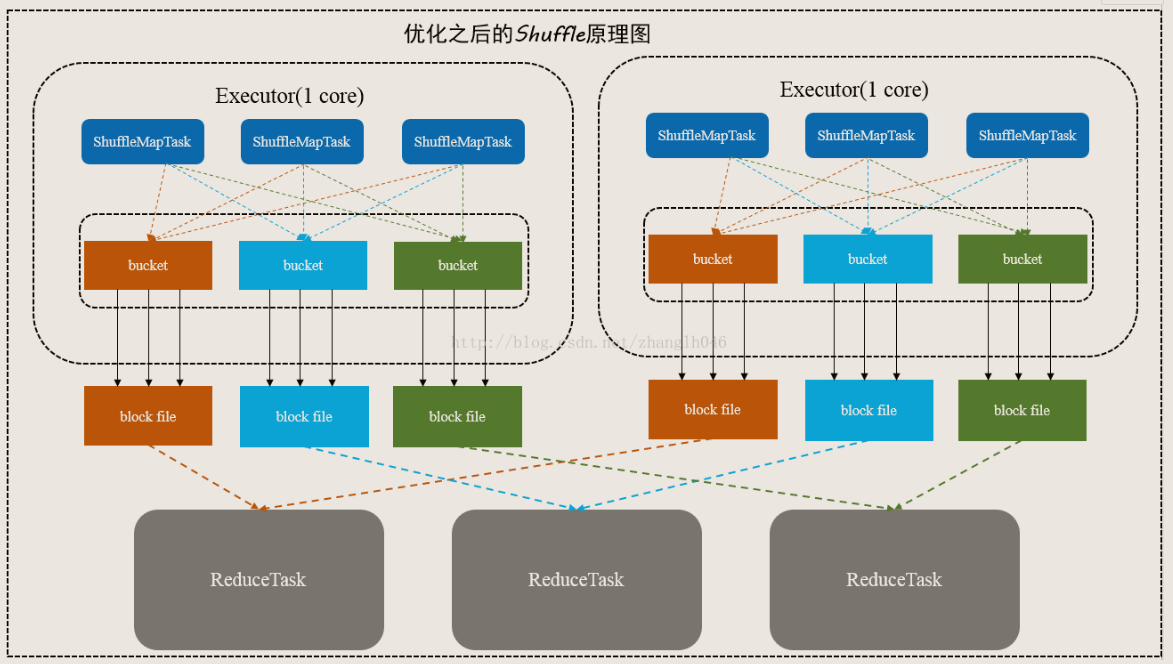 优化之后的Shuffle原理图
Executor(1 core)
ShuffleMapTask ShuffleMapTask ShuffleMapTask
bucket bucket bucket
block file block file block file
Executor(1 core)
ShuffleMapTask ShuffleMapTask ShuffleMapTask
bucket bucket bucket
block file block file block file
http://blog.csdn.net/zhanglh046
ReduceTask ReduceTask ReduceTask